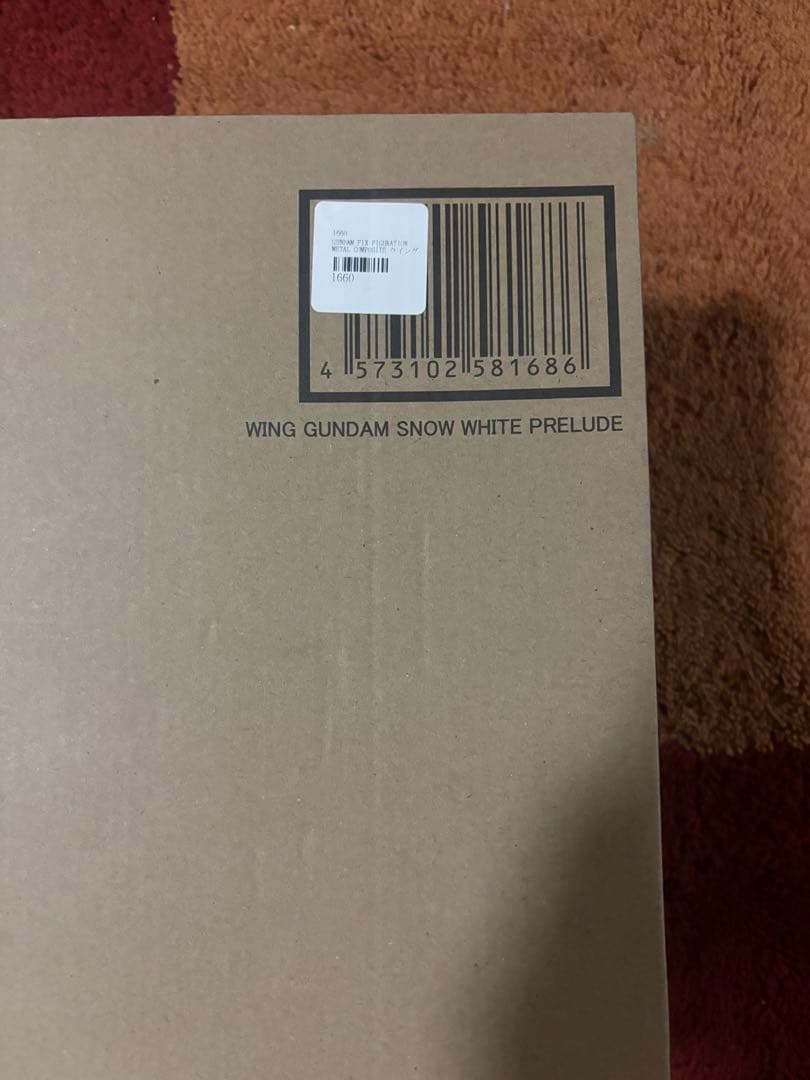 1660
GUNDAM FIX FIGURATION
METAL COMPOSITE ウイング
1660
4 573102 581686
WING GUNDAM SNOW WHITE PRELUDE